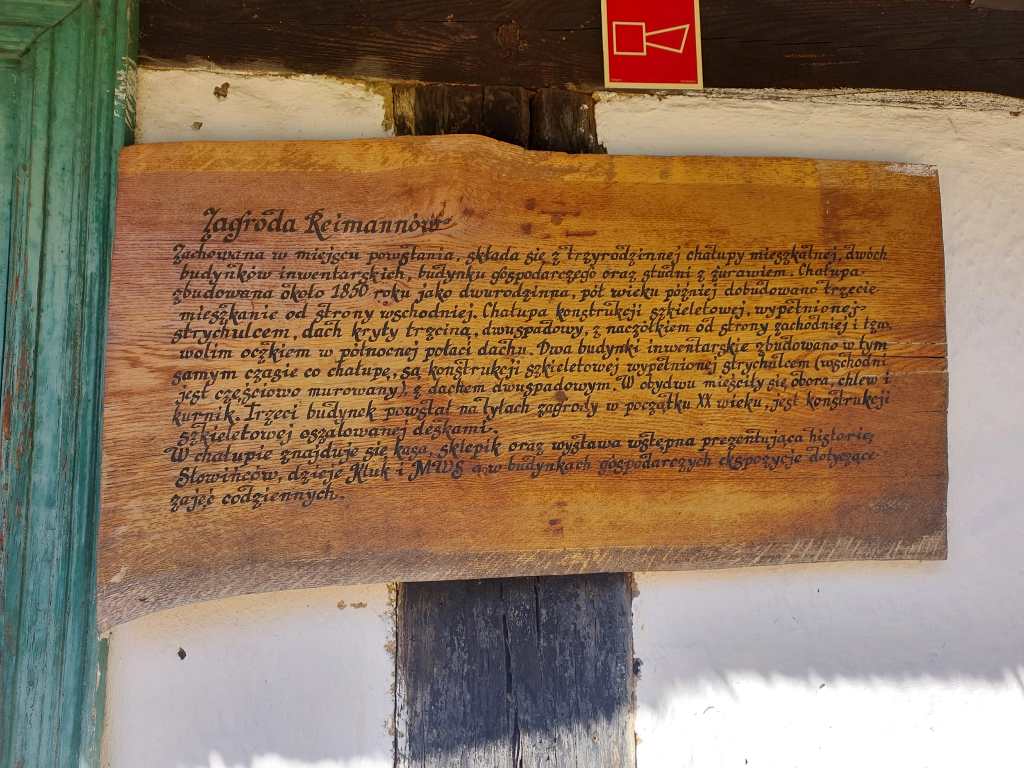 Zagroda Reimannów
Zachowana w miejscu powstania, składa się z trzyrodzinnej chałupy mieszkalnej, dwóch
budynków inwentarskich, budynku gospodarczego oraz studni z żurawiem. Chałupa
zbudowana około 1850 roku jako dwurodzinna, pół wieku później dobudowano trzecie
mieszkanie od strony wschodniej. Chałupa konstrukcji szkieletowej, wypełnionej
strychulcem, dach kryty trzciną, dwuspadowy, z naczółkiem od strony zachodniej i tzw.
wolim oczkiem w północnej połaci dachu. Dwa budynki inwentarskie zbudowano w tym
samym czasie co chałupę, są konstrukcji szkieletowej wypełnionej strychulcem (wschodni
jest częściowo murowany) z dachem dwuspadowym. W obydwu mieściły się obora, chlew i
kurnik. Trzeci budynek powstał na tyłach zagrody w początku XX wieku, jest konstrukcji
szkieletowej oszalowanej deskami.
W chałupie znajduje się kasa, sklepik oraz wystawa wstępna prezentująca historię
Słowińców, dzieje Kluk i MWS a w budynkach gospodarczych ekspozycje dotyczące
zajęć codziennych.